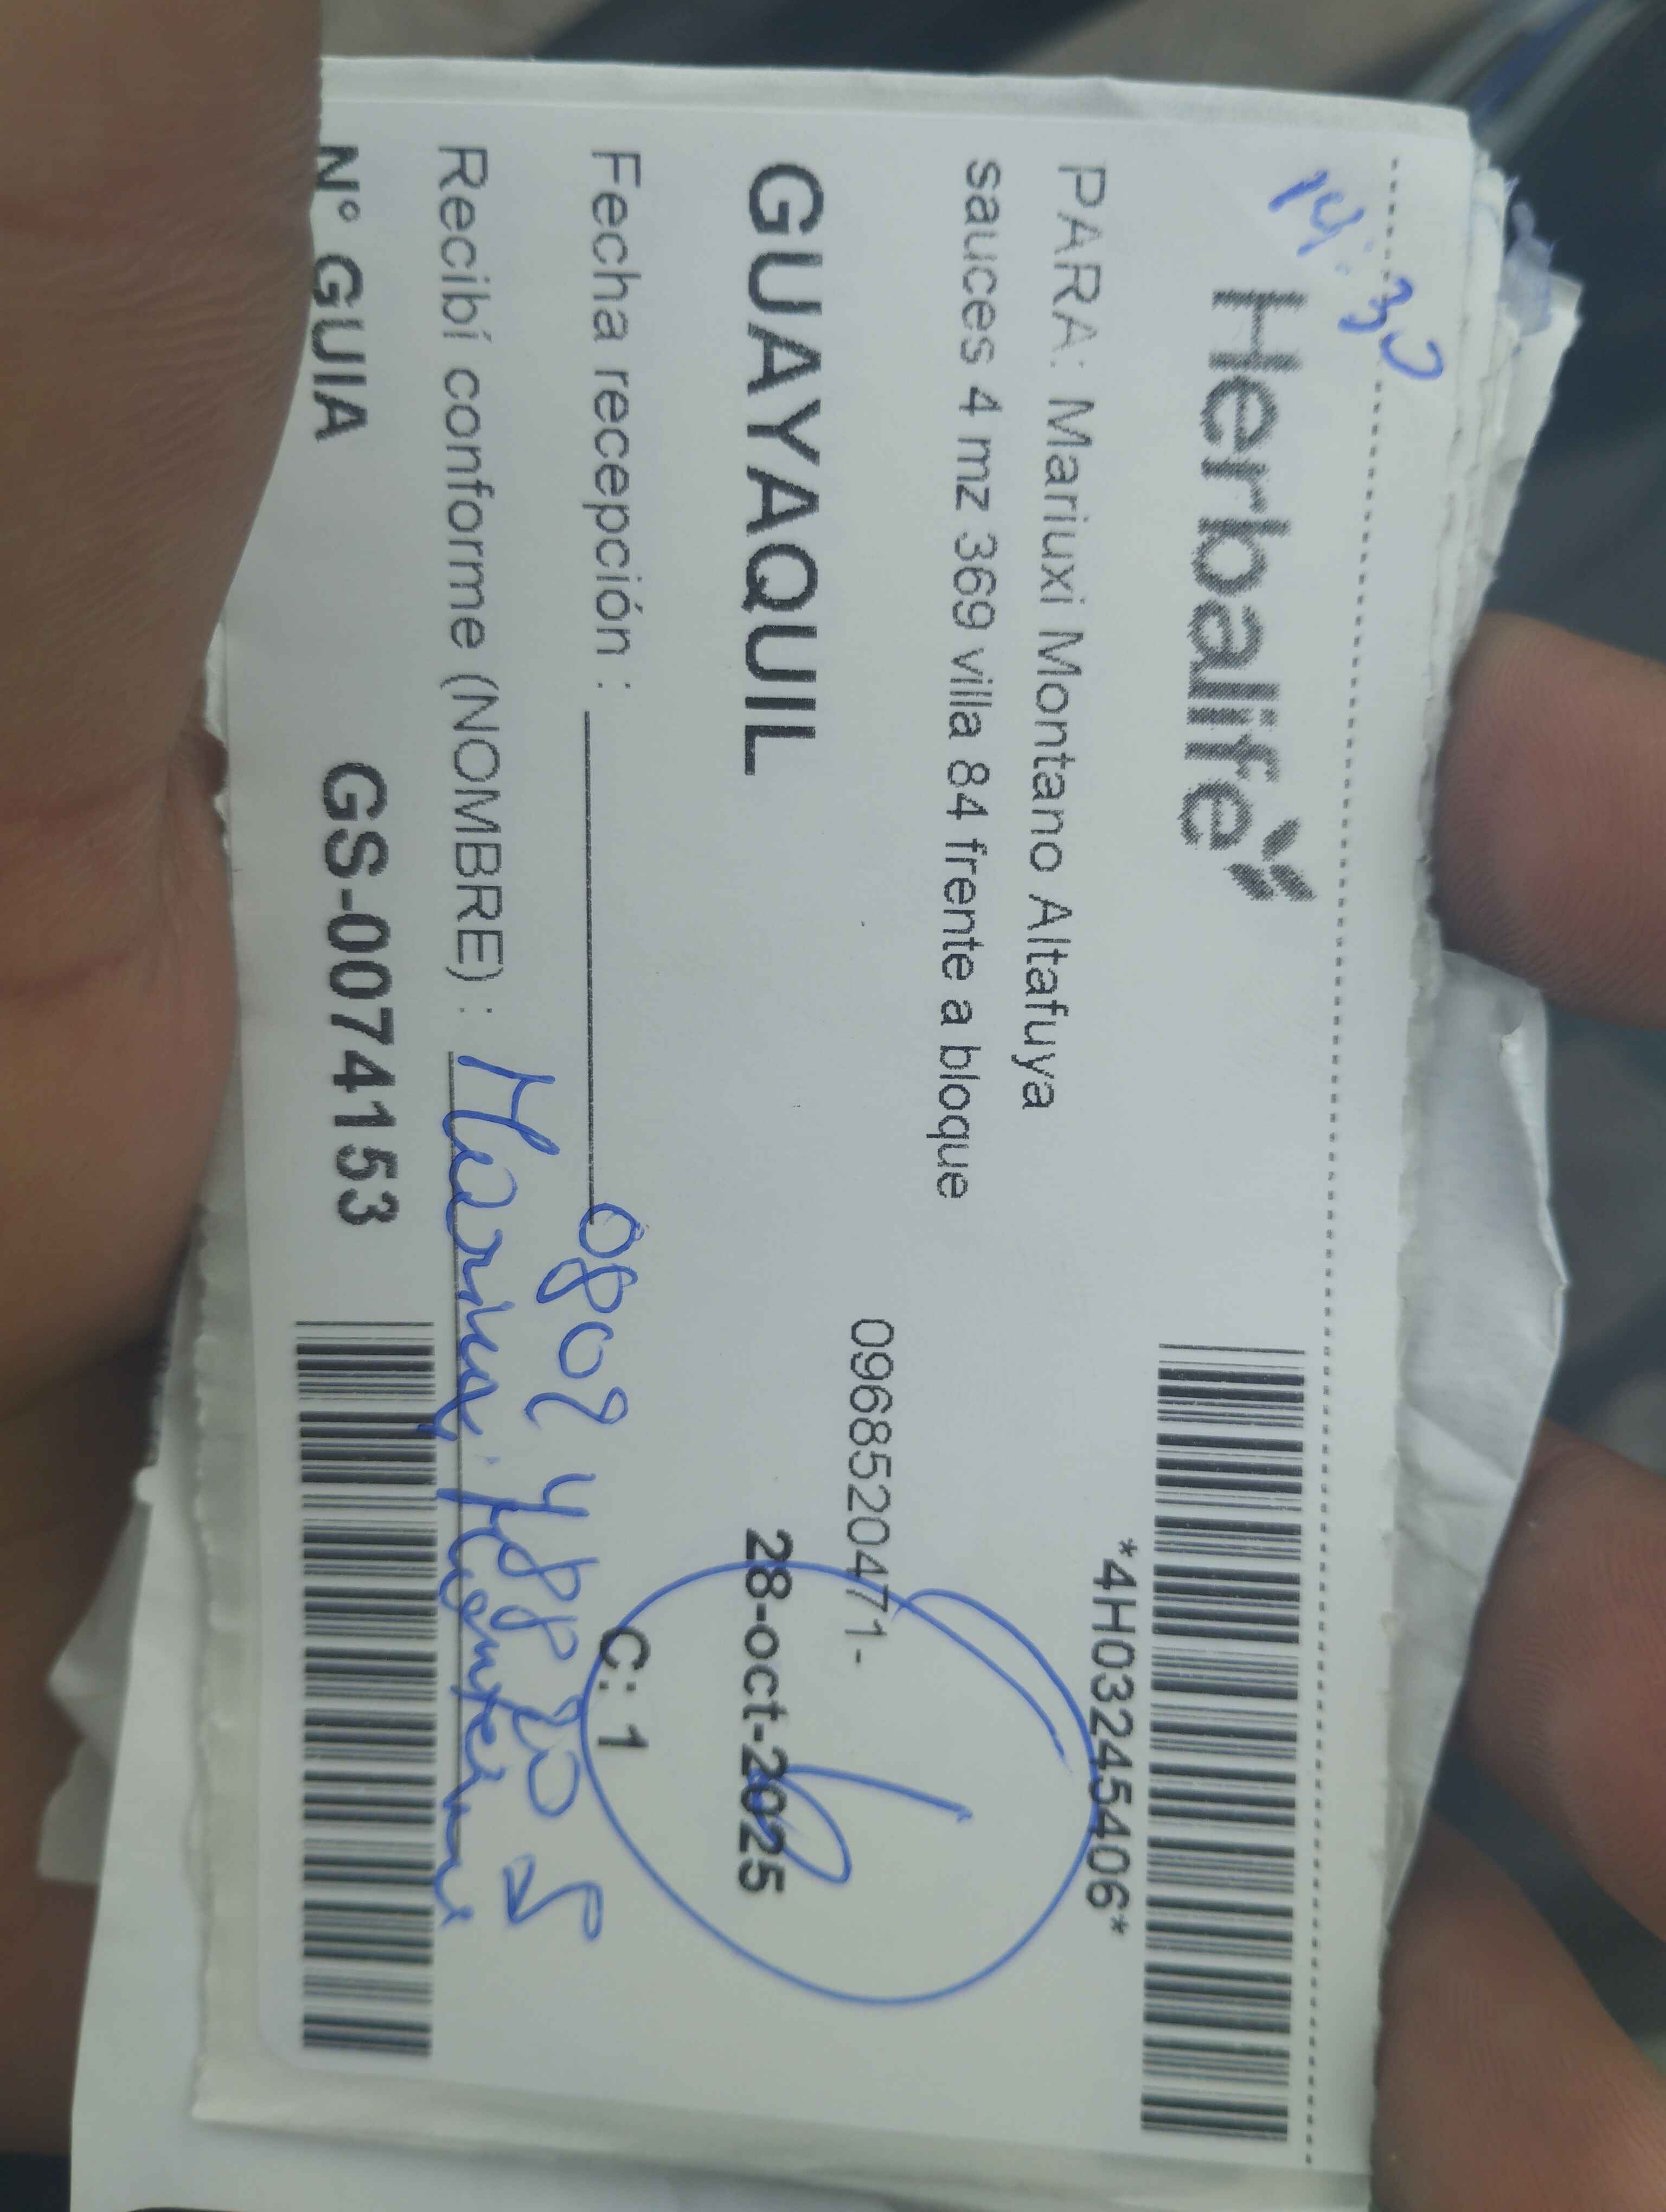 14:30
Herbalife
*4H03245406*
PARA: Mariuxi Montano Altafuya
sauces 4 mz 369 villa 84 frente a bloque
0968520471-
GUAYAQUIL 28-oct-2025
C: 1
Fecha recepción :
Recibí conforme (NOMBRE) :
N° GUIA GS-0074153